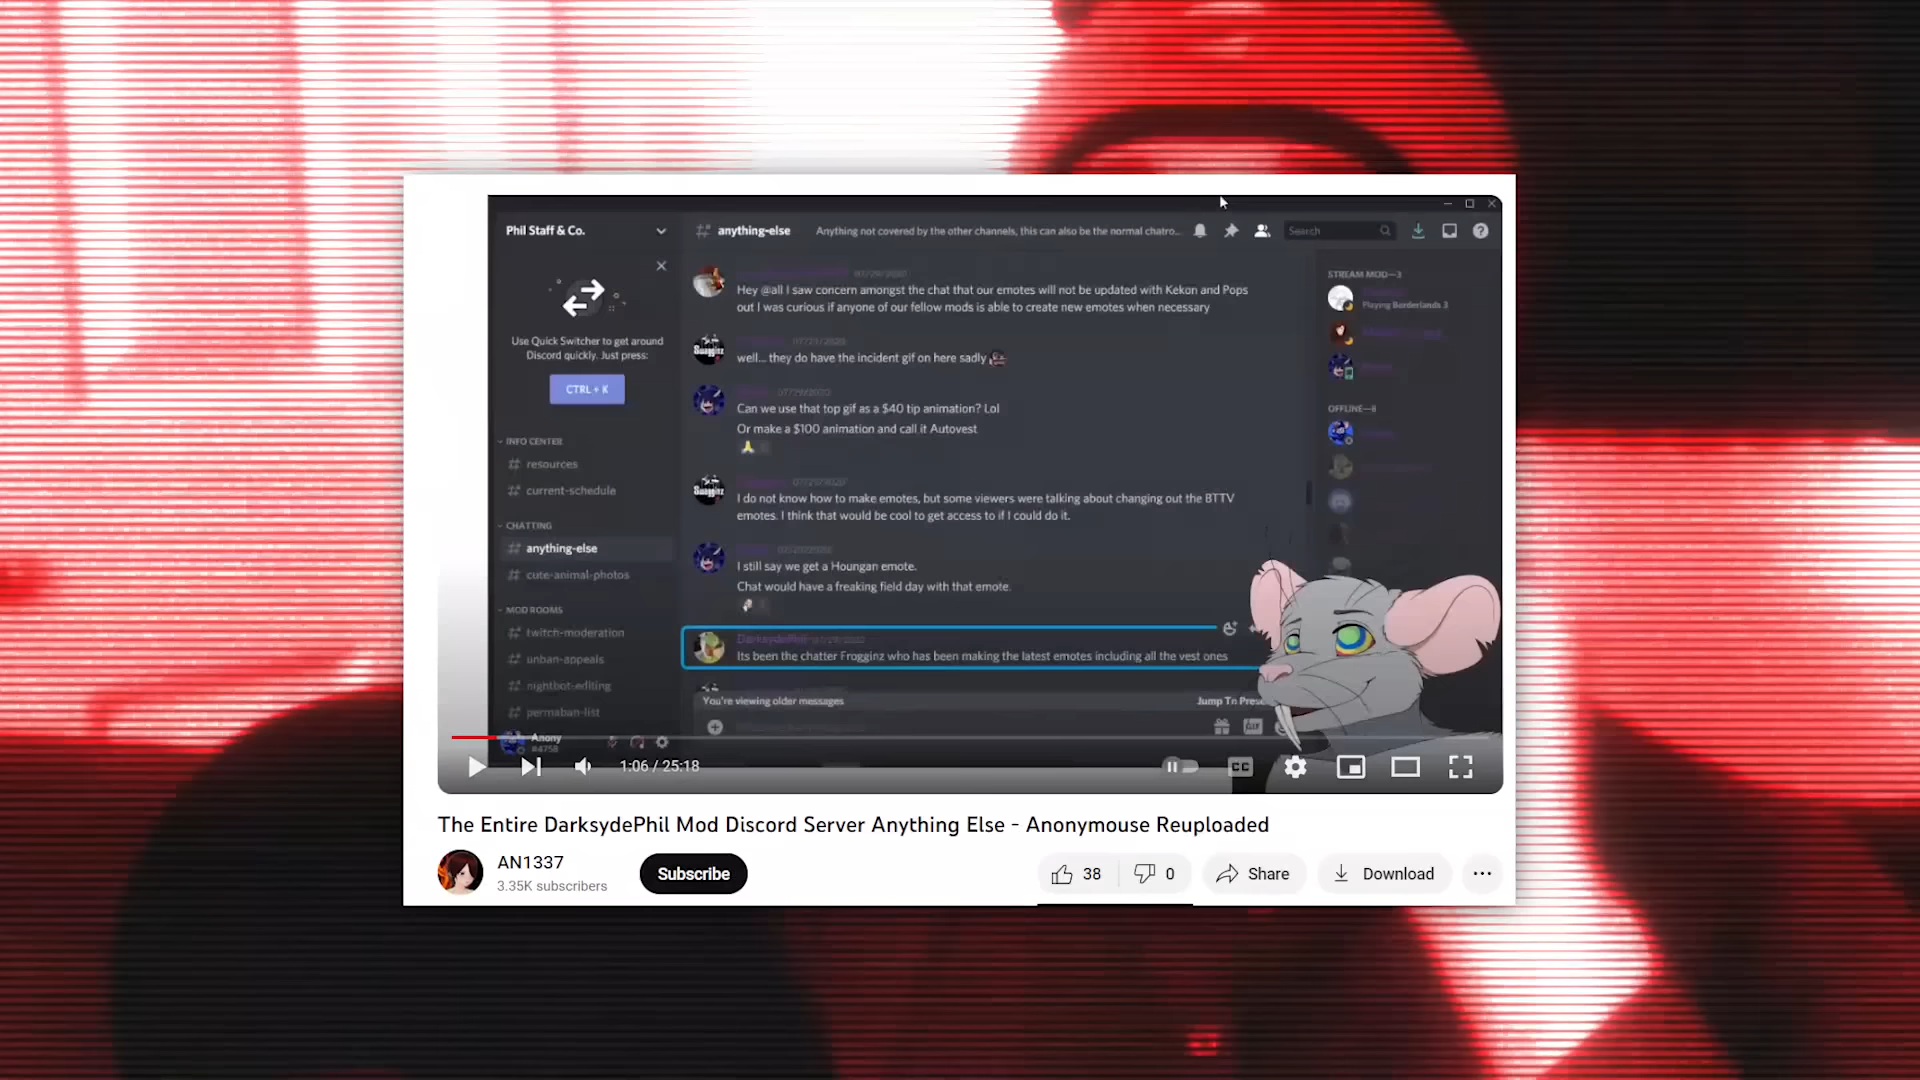 Phil Staff & Co.
anything-else
Anything not covered by the other channels, this can also be the normal chatro...
Search
Use Quick Switcher to get around
Discord quickly. Just press:
CTRL + K
INFO CENTER
resources
current-schedule
CHATTING
anything-else
cute-animal-photos
MOD ROOMS
twitch-moderation
unban-appeals
nightbot-editing
permaban-list
Anony
#4758
Hey @all I saw concern amongst the chat that our emotes will not be updated with Kekon and Pops
out I was curious if anyone of our fellow mods is able to create new emotes when necessary
well... they do have the incident gif on here sadly
Can we use that top gif as a $40 tip animation? Lol
Or make a $100 animation and call it Autovest
I do not know how to make emotes, but some viewers were talking about changing out the BTTV
emotes. I think that would be cool to get access to if I could do it.
I still say we get a Houngan emote.
Chat would have a freaking field day with that emote.
DarksydePhil
Its been the chatter Frogginz who has been making the latest emotes including all the vest ones
You're viewing older messages
Jump To Prese
STREAM MOD—3
Playing Borderlands 3
OFFLINE—8
GIF
1:06 / 25:18
CC
The Entire DarksydePhil Mod Discord Server Anything Else - Anonymouse Reuploaded
AN1337
3.35K subscribers
Subscribe
38
0
Share
Download